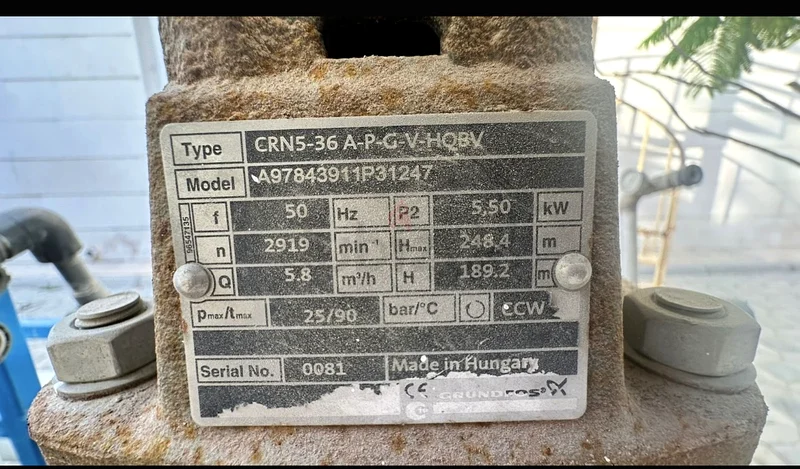 Type CRN5-36 A-P-G-V-HQBV
Model A97843911P31247
f 50 Hz P2 5,50 kW
n 2919 min⁻¹ Hmax 248,4 m
Q 5.8 m³/h H 189.2 m
pmax/tmax 25/90 bar/°C CCW
Serial No. 0081 Made in Hungary
CE GRUNDFOS